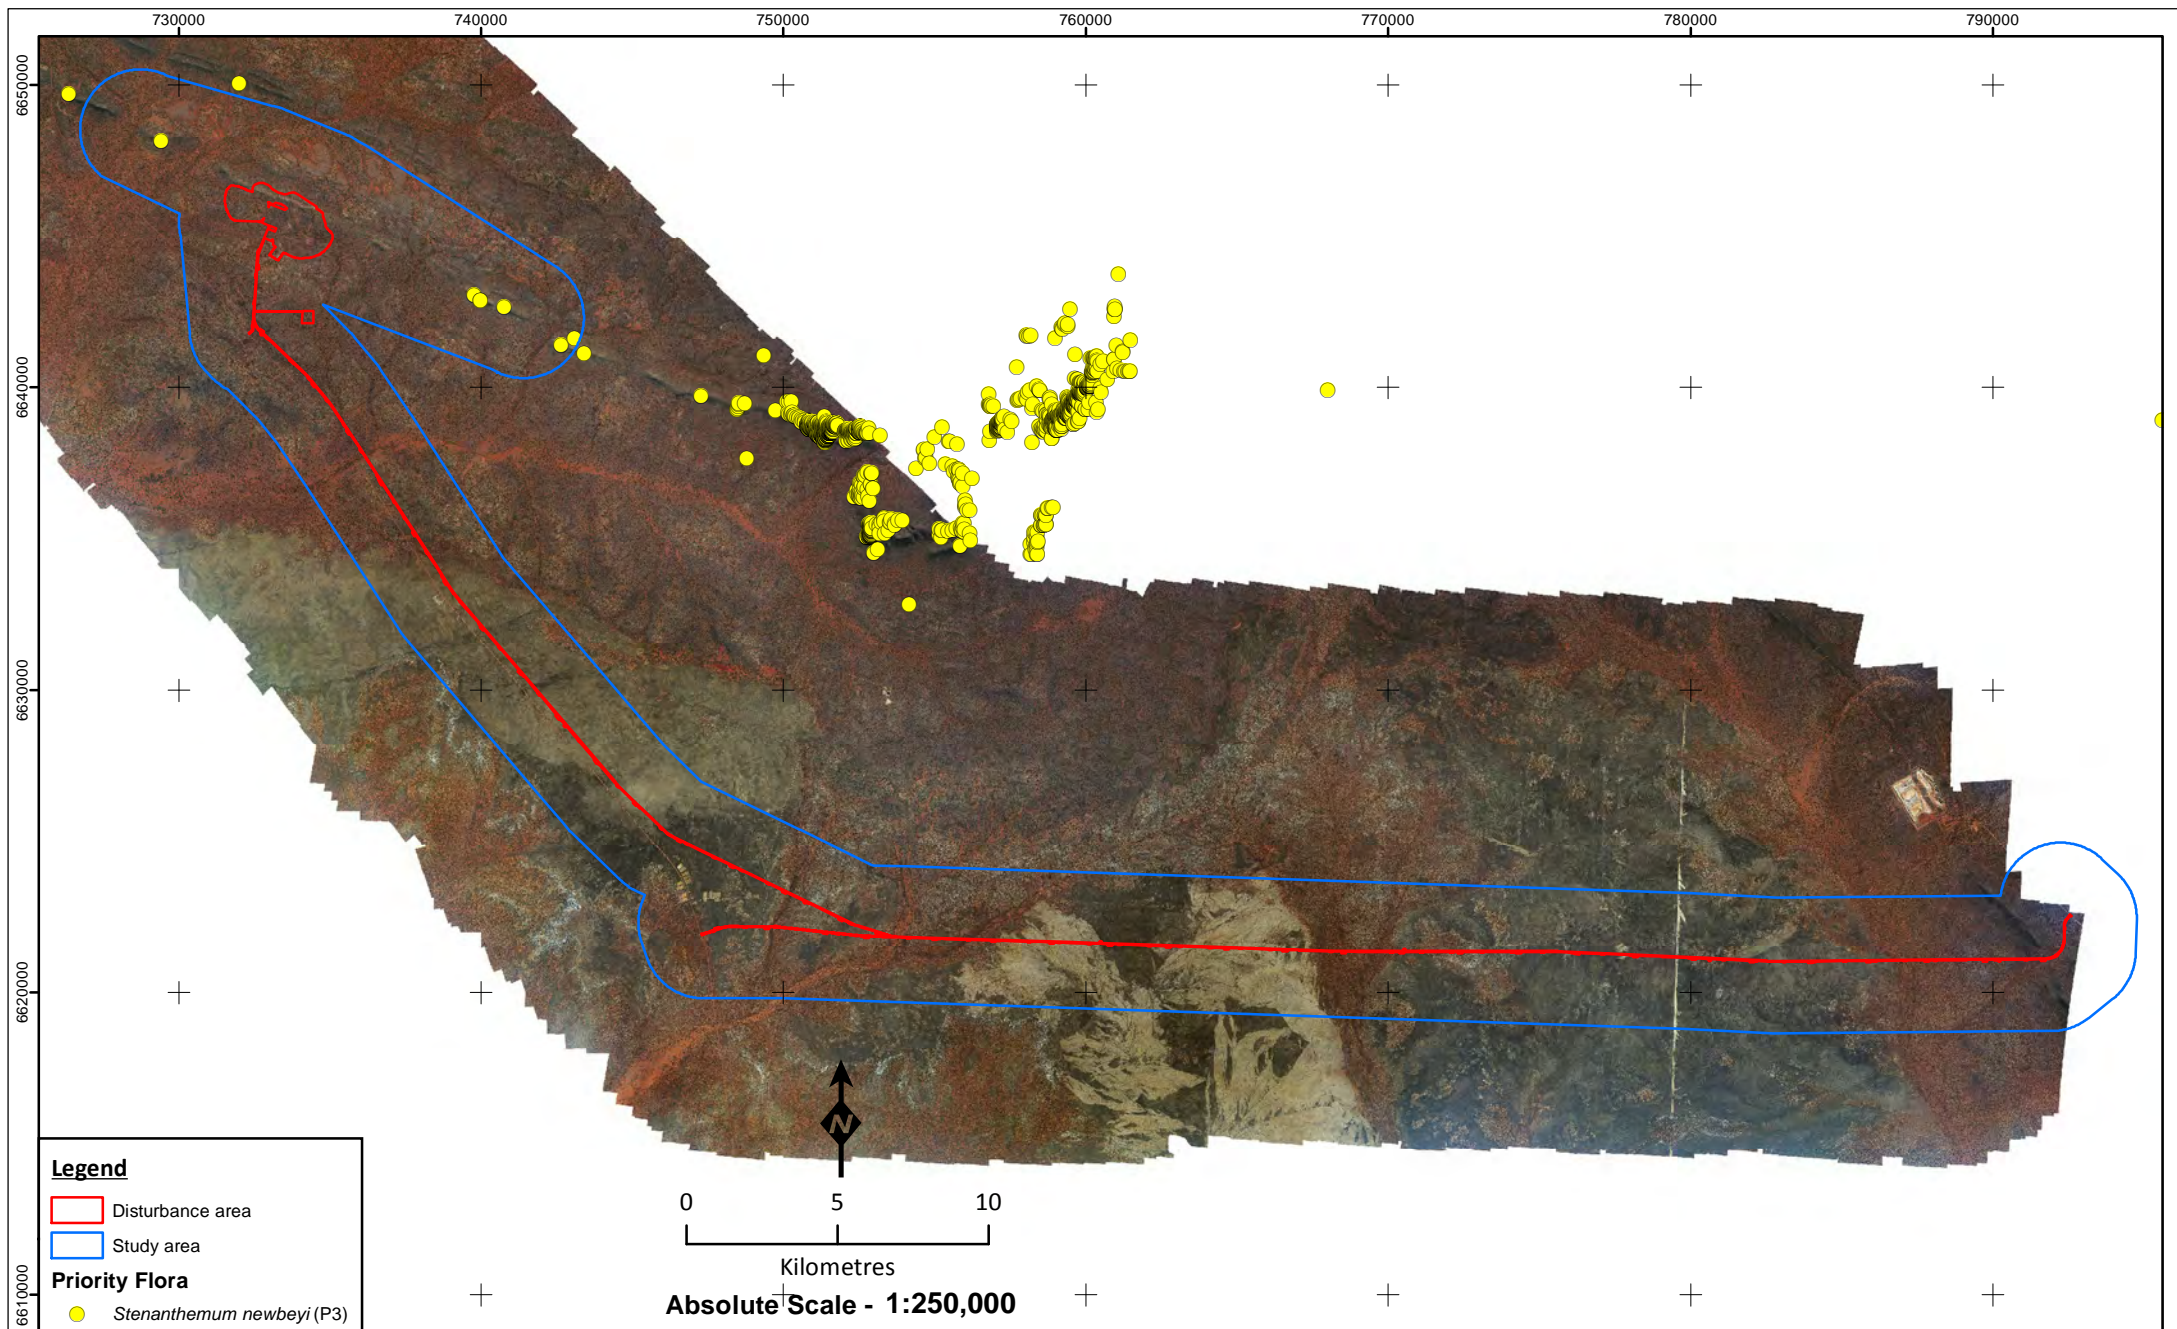 730000 740000 750000 760000 770000 780000 790000
6650000
6640000
6630000
6620000
6610000
N
0 5 10
Kilometres
Absolute Scale - 1:250,000
Legend
Disturbance area
Study area
Priority Flora
Stenanthemum newbeyi (P3)